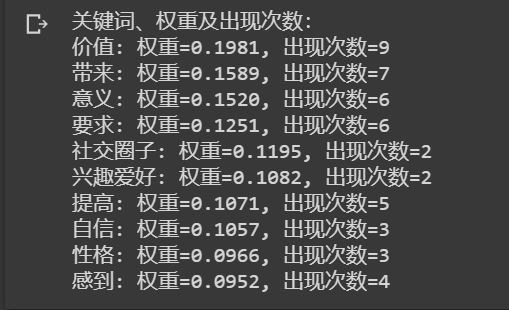 关键词、权重及出现次数:
价值: 权重=0.1981, 出现次数=9
带来: 权重=0.1589, 出现次数=7
意义: 权重=0.1520, 出现次数=6
要求: 权重=0.1251, 出现次数=6
社交圈子: 权重=0.1195, 出现次数=2
兴趣爱好: 权重=0.1082, 出现次数=2
提高: 权重=0.1071, 出现次数=5
自信: 权重=0.1057, 出现次数=3
性格: 权重=0.0966, 出现次数=3
感到: 权重=0.0952, 出现次数=4